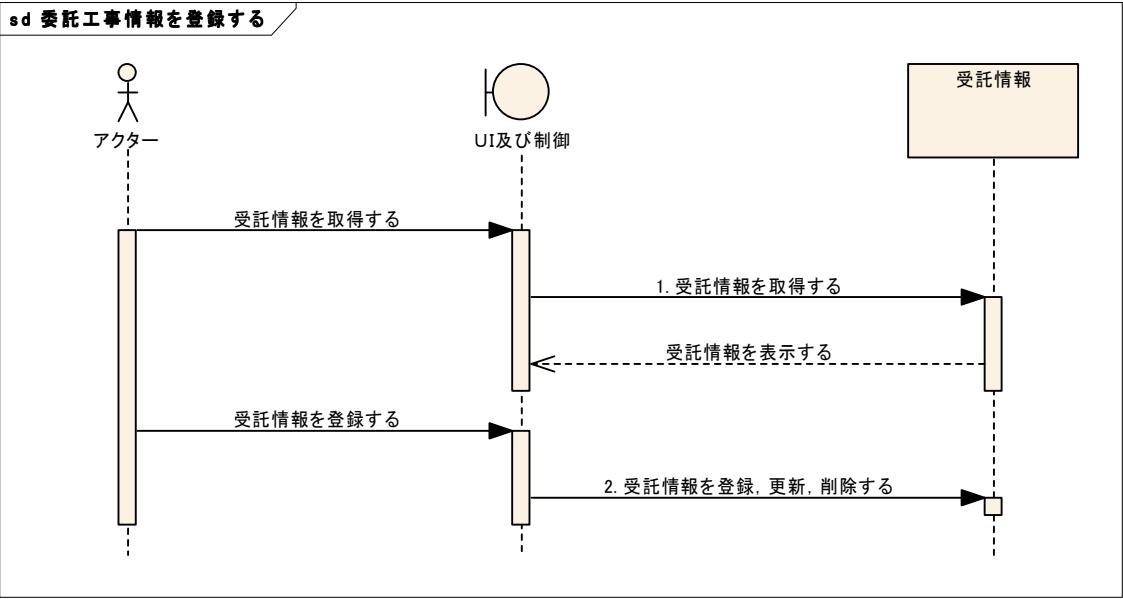 sd 委託工事情報を登録する
アクター
UI及び制御
受託情報
受託情報を取得する
1. 受託情報を取得する
受託情報を表示する
受託情報を登録する
2. 受託情報を登録, 更新, 削除する